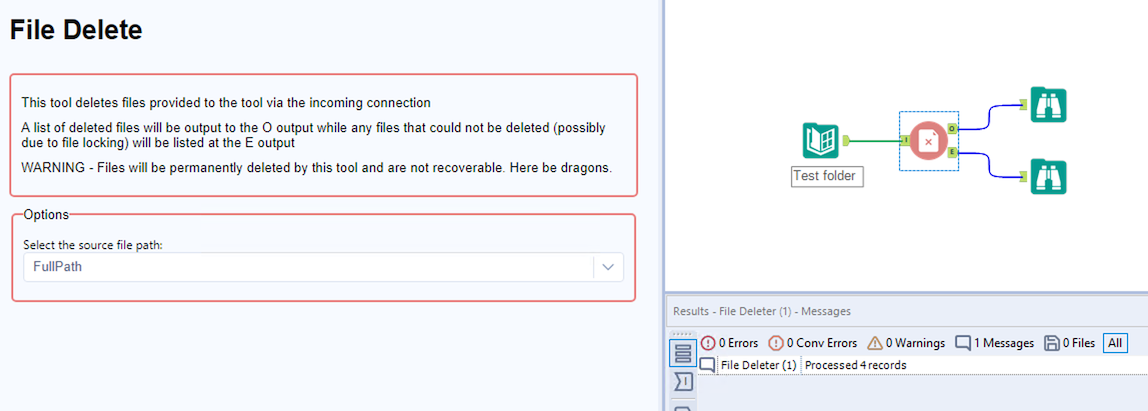 File Delete
This tool deletes files provided to the tool via the incoming connection
A list of deleted files will be output to the O output while any files that could not be deleted (possibly
due to file locking) will be listed at the E output
WARNING - Files will be permanently deleted by this tool and are not recoverable. Here be dragons.
Options
Select the source file path:
FullPath
I
O
E
Test folder
Results - File Deleter (1) - Messages
0 Errors 0 Conv Errors 0 Warnings 1 Messages 0 Files All
File Deleter (1) Processed 4 records